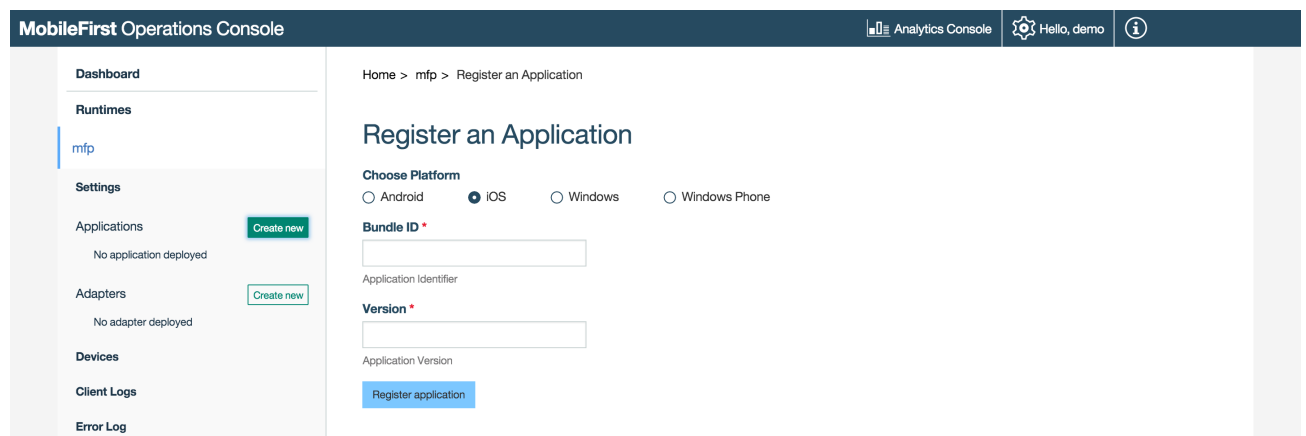 MobileFirst Operations Console
Analytics Console
Hello, demo
Dashboard
Runtimes
mfp
Settings
Applications
Create new
No application deployed
Adapters
Create new
No adapter deployed
Devices
Client Logs
Error Log
Home > mfp > Register an Application
Register an Application
Choose Platform
Android iOS Windows Windows Phone
Bundle ID *
Application Identifier
Version *
Application Version
Register application